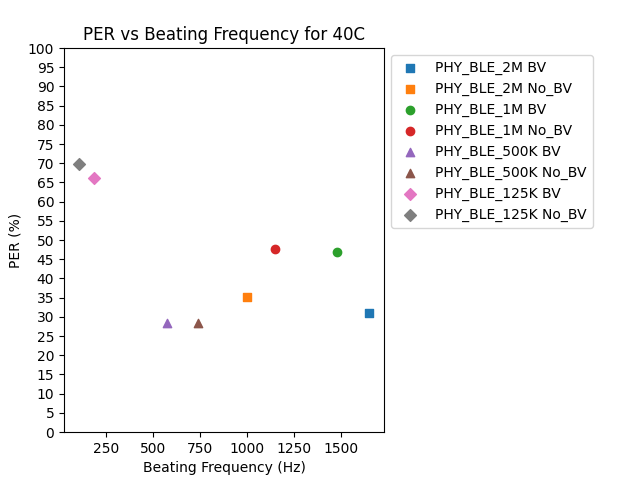 PER vs Beating Frequency for 40C
100
95
90
85
80
75
70
65
60
55
50
45
40
35
30
25
20
15
10
5
0
PER (%)
250 500 750 1000 1250 1500
Beating Frequency (Hz)
PHY_BLE_2M BV
PHY_BLE_2M No_BV
PHY_BLE_1M BV
PHY_BLE_1M No_BV
PHY_BLE_500K BV
PHY_BLE_500K No_BV
PHY_BLE_125K BV
PHY_BLE_125K No_BV